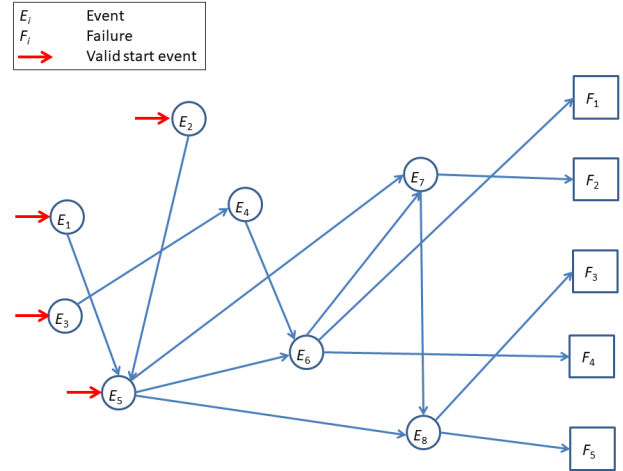 Ei Event
Fi Failure
Valid start event
E2
F1
E7
F2
E4
E1
F3
E3
E6
F4
E5
E8
F5